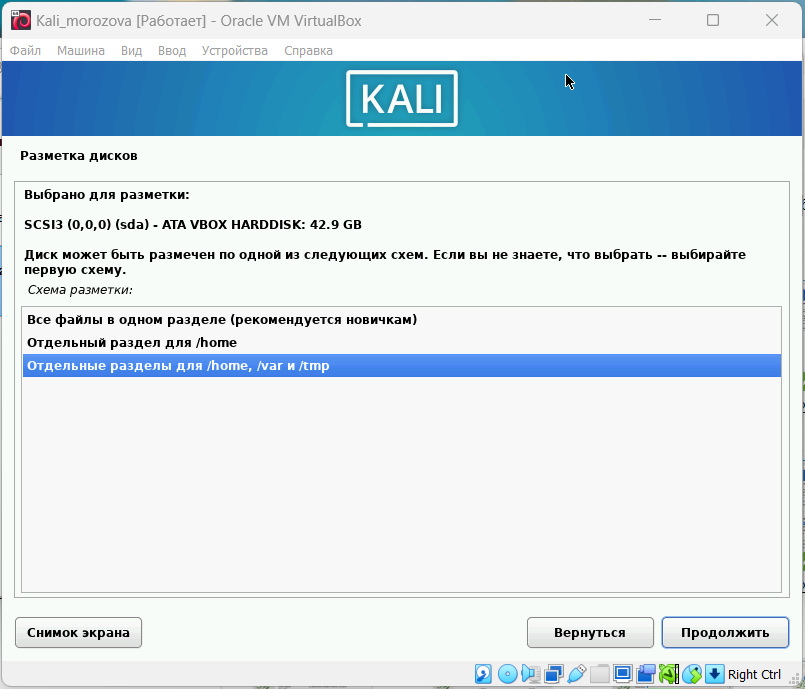 Kali_morozova [Работает] - Oracle VM VirtualBox
Файл Машина Вид Ввод Устройства Справка
KALI
Разметка дисков
Выбрано для разметки:
SCSI3 (0,0,0) (sda) - ATA VBOX HARDDISK: 42.9 GB
Диск может быть размечен по одной из следующих схем. Если вы не знаете, что выбрать -- выбирайте
первую схему.
Схема разметки:
Все файлы в одном разделе (рекомендуется новичкам)
Отдельный раздел для /home
Отдельные разделы для /home, /var и /tmp
Снимок экрана Вернуться Продолжить
Right Ctrl